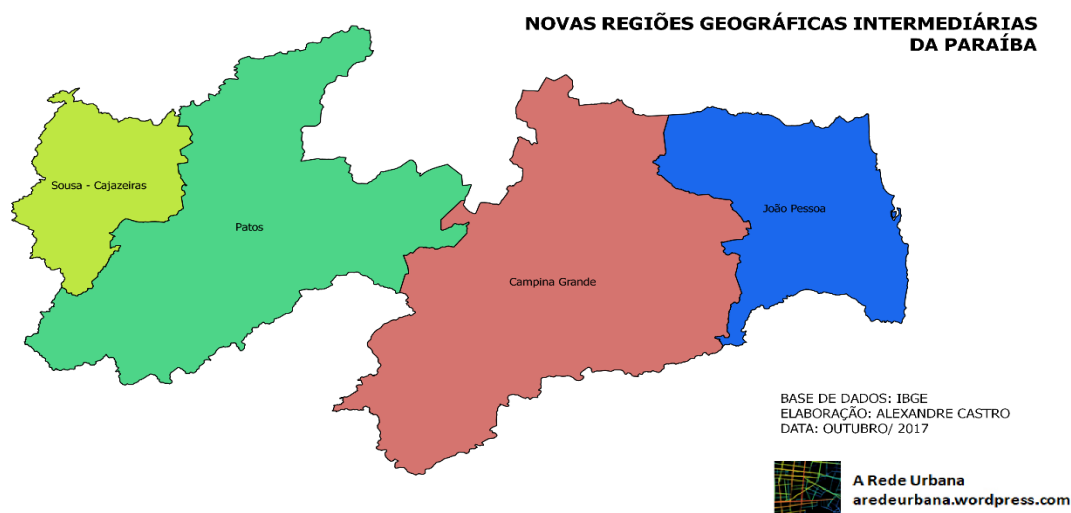 NOVAS REGIÕES GEOGRÁFICAS INTERMEDIÁRIAS
DA PARAÍBA
Sousa - Cajazeiras
Patos
João Pessoa
Campina Grande
BASE DE DADOS: IBGE
ELABORAÇÃO: ALEXANDRE CASTRO
DATA: OUTUBRO/ 2017
A Rede Urbana
aredeurbana.wordpress.com